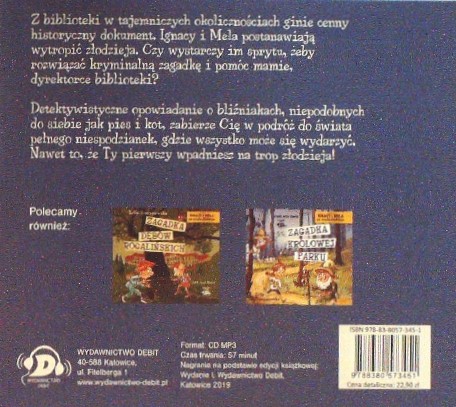 Z biblioteki w tajemniczych okolicznościach ginie cenny
historyczny dokument. Ignacy i Mela postanawiają
wytropić złodzieja. Czy wystarczy im sprytu, żeby
rozwiązać kryminalną zagadkę i pomóc mamie,
dyrektorce biblioteki?
Detektywistyczne opowiadanie o bliźniakach, niepodobnych
do siebie jak pies i kot, zabierze Cię w podróż do świata
pełnego niespodzianek, gdzie wszystko może się wydarzyć.
Nawet to, że Ty pierwszy wpadniesz na trop złodzieja!
Polecamy
również:
ZAGADKA
DĘBÓW
ROGALIŃSKICH
ZAGADKA
KRÓLOWEJ
PARKU
WYDAWNICTWO DEBIT
40-588 Katowice,
ul. Fitelberga 1
www.wydawnictwo-debit.pl
Format: CD MP3
Czas trwania: 57 minut
Nagranie na podstawie edycji książkowej:
Wydanie I, Wydawnictwo Debit,
Katowice 2019
ISBN 978-83-8057-345-1
9788380573451
Cena detaliczna: 22,90 zł